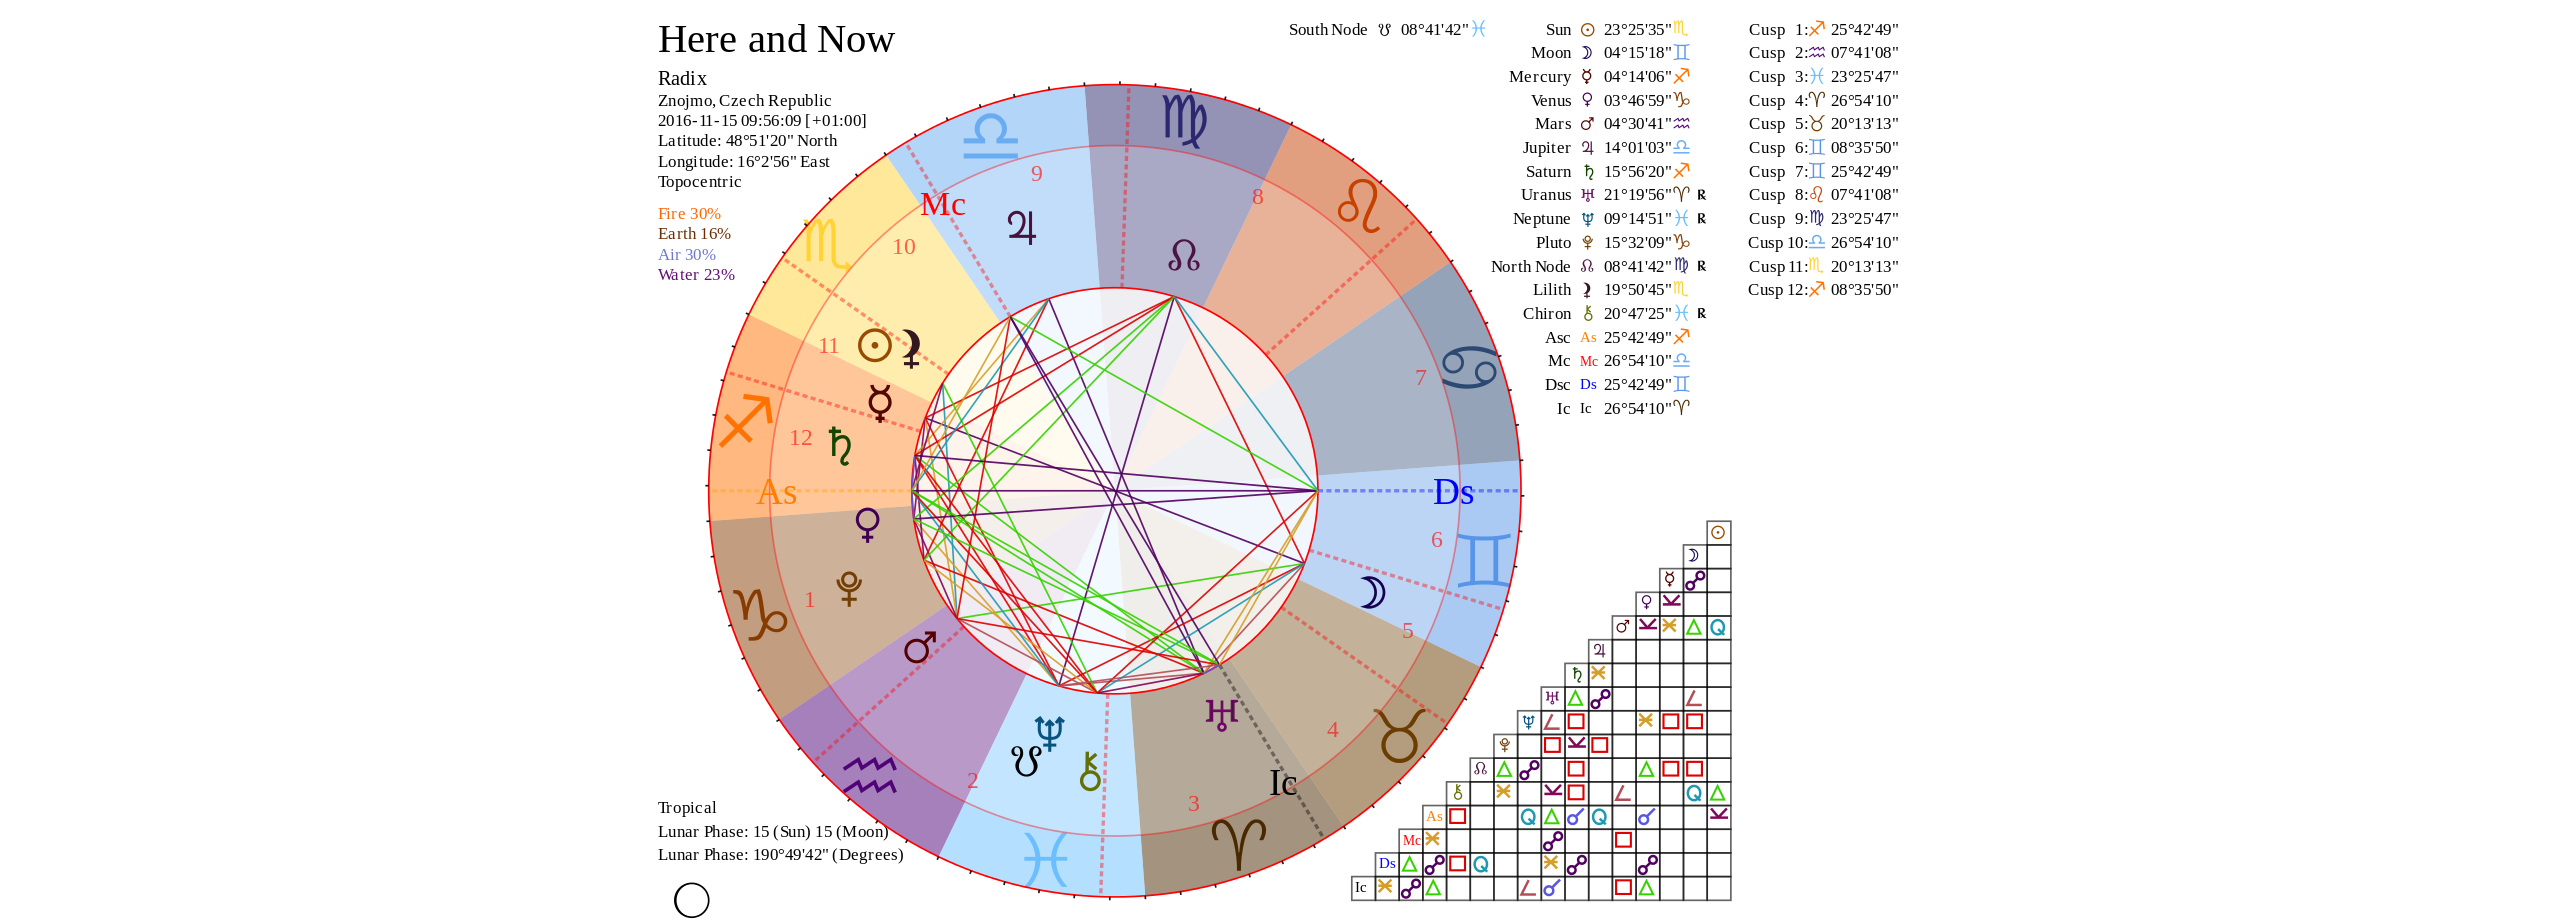 Here and Now
Radix
Znojmo, Czech Republic
2016-11-15 09:56:09 [+01:00]
Latitude: 48°51'20" North
Longitude: 16°2'56" East
Topocentric
Fire 30%
Earth 16%
Air 30%
Water 23%
South Node ☋ 08°41'42"♓
Sun ☉ 23°25'35"♏
Moon ☽ 04°15'18"♊
Mercury ☿ 04°14'06"♐
Venus ♀ 03°46'59"♑
Mars ♂ 04°30'41"♒
Jupiter ♃ 14°01'03"♎
Saturn ♄ 15°56'20"♐
Uranus ♅ 21°19'56"♈ ℞
Neptune ♆ 09°14'51"♓ ℞
Pluto ♇ 15°32'09"♑
North Node ☊ 08°41'42"♍ ℞
Lilith ⚸ 19°50'45"♏
Chiron ⚷ 20°47'25"♓ ℞
Asc As 25°42'49"♐
Mc Mc 26°54'10"♎
Dsc Ds 25°42'49"♊
Ic Ic 26°54'10"♈
Cusp 1:♐ 25°42'49"
Cusp 2:♒ 07°41'08"
Cusp 3:♓ 23°25'47"
Cusp 4:♈ 26°54'10"
Cusp 5:♉ 20°13'13"
Cusp 6:♊ 08°35'50"
Cusp 7:♊ 25°42'49"
Cusp 8:♌ 07°41'08"
Cusp 9:♍ 23°25'47"
Cusp 10:♎ 26°54'10"
Cusp 11:♏ 20°13'13"
Cusp 12:♐ 08°35'50"
9
8
Mc
10
11
7
12
As
Ds
6
1
5
4
2
Ic
3
As
Mc
Ds
Ic
Tropical
Lunar Phase: 15 (Sun) 15 (Moon)
Lunar Phase: 190°49'42" (Degrees)